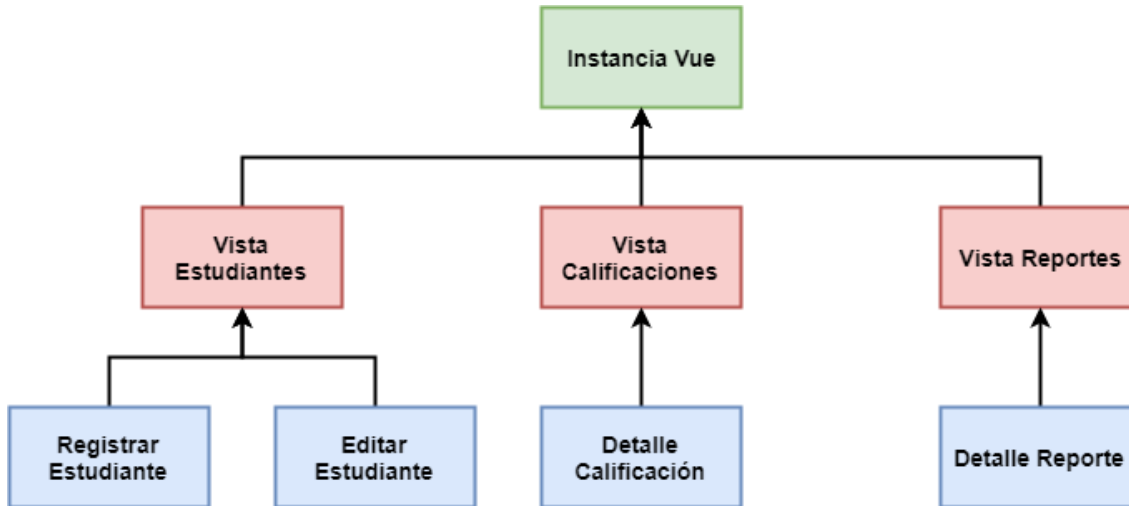 Instancia Vue
Vista
Estudiantes
Vista
Calificaciones
Vista Reportes
Registrar
Estudiante
Editar
Estudiante
Detalle
Calificación
Detalle Reporte